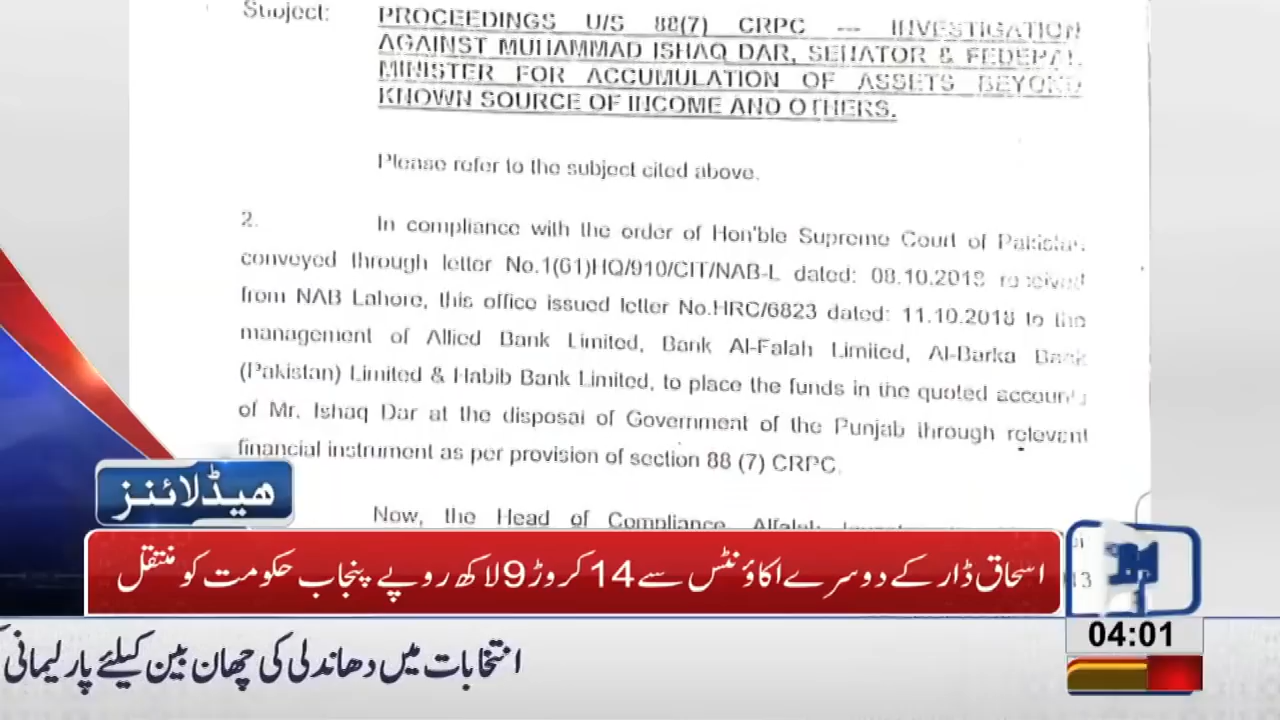 Subject:
PROCEEDINGS U/S 88(7) CRPC --- INVESTIGATION
AGAINST MUHAMMAD ISHAQ DAR, SENATOR & FEDERAL
MINISTER FOR ACCUMULATION OF ASSETS BEYOND
KNOWN SOURCE OF INCOME AND OTHERS.
Please refer to the subject cited above.
2. In compliance with the order of Hon'ble Supreme Court of Pakistan,
conveyed through letter No.1(61)HQ/910/CIT/NAB-L dated: 08.10.2018 received
from NAB Lahore, this office issued letter No.HRC/6823 dated: 11.10.2018 to the
management of Allied Bank Limited, Bank Al-Falah Limited, Al-Barka Bank
(Pakistan) Limited & Habib Bank Limited, to place the funds in the quoted accounts
of Mr. Ishaq Dar at the disposal of Government of the Punjab through relevant
financial instrument as per provision of section 88 (7) CRPC.
Now, the Head of Compliance, Alfalah
ھیڈلائنز
اسحاق ڈار کے دوسرے اکاؤنٹس سے 14 کروڑ 9 لاکھ روپے پنجاب حکومت کو منتقل
04:01
انتخابات میں دھاندلی کی چھان بین کیلئے پارلیمانی